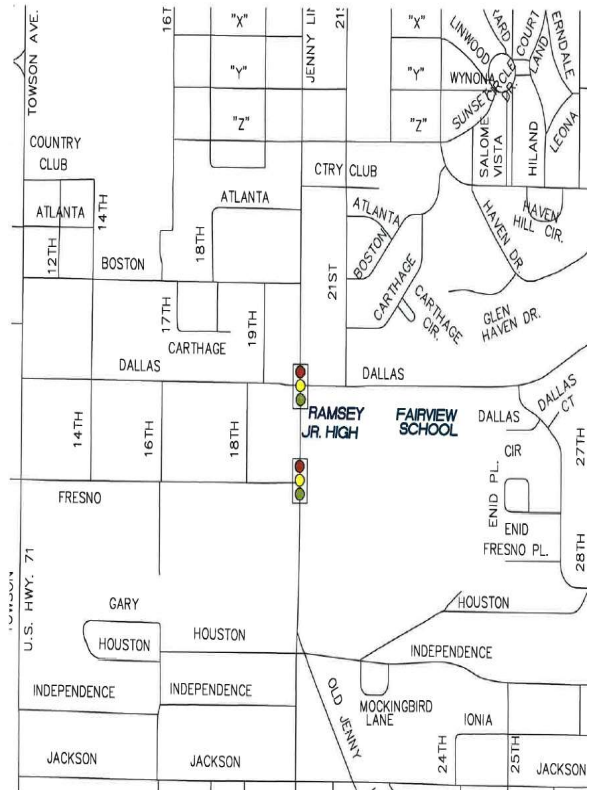 TOWSON AVE.
16T
"X"
"Y"
"Z"
JENNY LIN
21S
"X"
"Y"
"Z"
LINWOOD
WYNONA
SUNSET
CIRCLE
DR.
COURT
LAND
ERNDALE
LEONA
SALOME
VISTA
HILAND
COUNTRY
CLUB
CTRY CLUB
ATLANTA
14TH
12TH
BOSTON
ATLANTA
18TH
21ST
ATLANTA
BOSTON
CARTHAGE
CARTHAGE
CIR.
HAVEN DR.
HAVEN
HILL CIR.
GLEN
HAVEN DR.
17TH
CARTHAGE
19TH
DALLAS
DALLAS
RAMSEY
JR. HIGH
FAIRVIEW
SCHOOL
DALLAS
CIR
DALLAS
CT
27TH
14TH
16TH
18TH
FRESNO
ENID PL.
ENID
FRESNO PL.
28TH
U.S. HWY. 71
GARY
HOUSTON
HOUSTON
HOUSTON
INDEPENDENCE
INDEPENDENCE
INDEPENDENCE
OLD JENNY
MOCKINGBIRD
LANE
IONIA
24TH
25TH
JACKSON
JACKSON
JACKSON